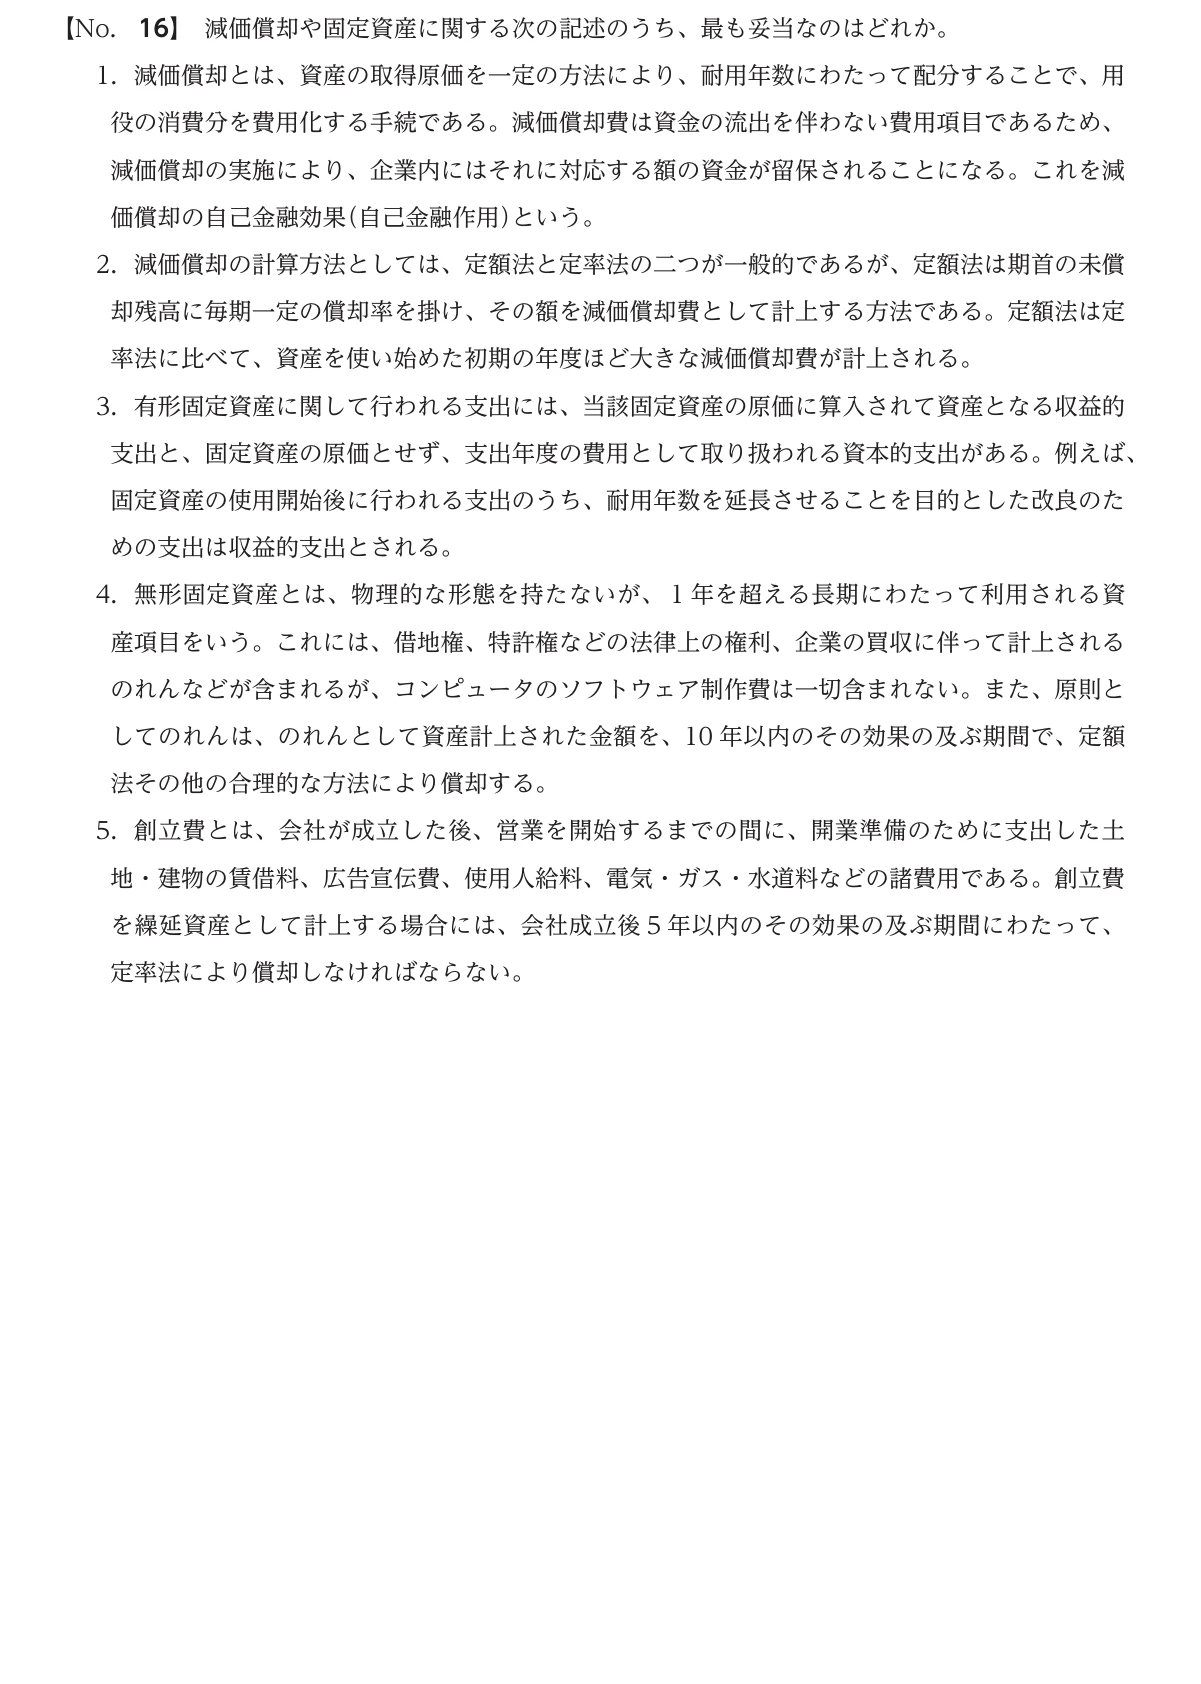 【No. 16】 減価償却や固定資産に関する次の記述のうち、最も妥当なのはどれか。
1. 減価償却とは、資産の取得原価を一定の方法により、耐用年数にわたって配分することで、用
役の消費分を費用化する手続である。減価償却費は資金の流出を伴わない費用項目であるため、
減価償却の実施により、企業内にはそれに対応する額の資金が留保されることになる。これを減
価償却の自己金融効果(自己金融作用)という。
2. 減価償却の計算方法としては、定額法と定率法の二つが一般的であるが、定額法は期首の未償
却残高に毎期一定の償却率を掛け、その額を減価償却費として計上する方法である。定額法は定
率法に比べて、資産を使い始めた初期の年度ほど大きな減価償却費が計上される。
3. 有形固定資産に関して行われる支出には、当該固定資産の原価に算入されて資産となる収益的
支出と、固定資産の原価とせず、支出年度の費用として取り扱われる資本的支出がある。例えば、
固定資産の使用開始後に行われる支出のうち、耐用年数を延長させることを目的とした改良のた
めの支出は収益的支出とされる。
4. 無形固定資産とは、物理的な形態を持たないが、1年を超える長期にわたって利用される資
産項目をいう。これには、借地権、特許権などの法律上の権利、企業の買収に伴って計上される
のれんなどが含まれるが、コンピュータのソフトウェア制作費は一切含まれない。また、原則と
してのれんは、のれんとして資産計上された金額を、10年以内のその効果の及ぶ期間で、定額
法その他の合理的な方法により償却する。
5. 創立費とは、会社が成立した後、営業を開始するまでの間に、開業準備のために支出した土
地・建物の賃借料、広告宣伝費、使用人給料、電気・ガス・水道料などの諸費用である。創立費
を繰延資産として計上する場合には、会社成立後5年以内のその効果の及ぶ期間にわたって、
定率法により償却しなければならない。